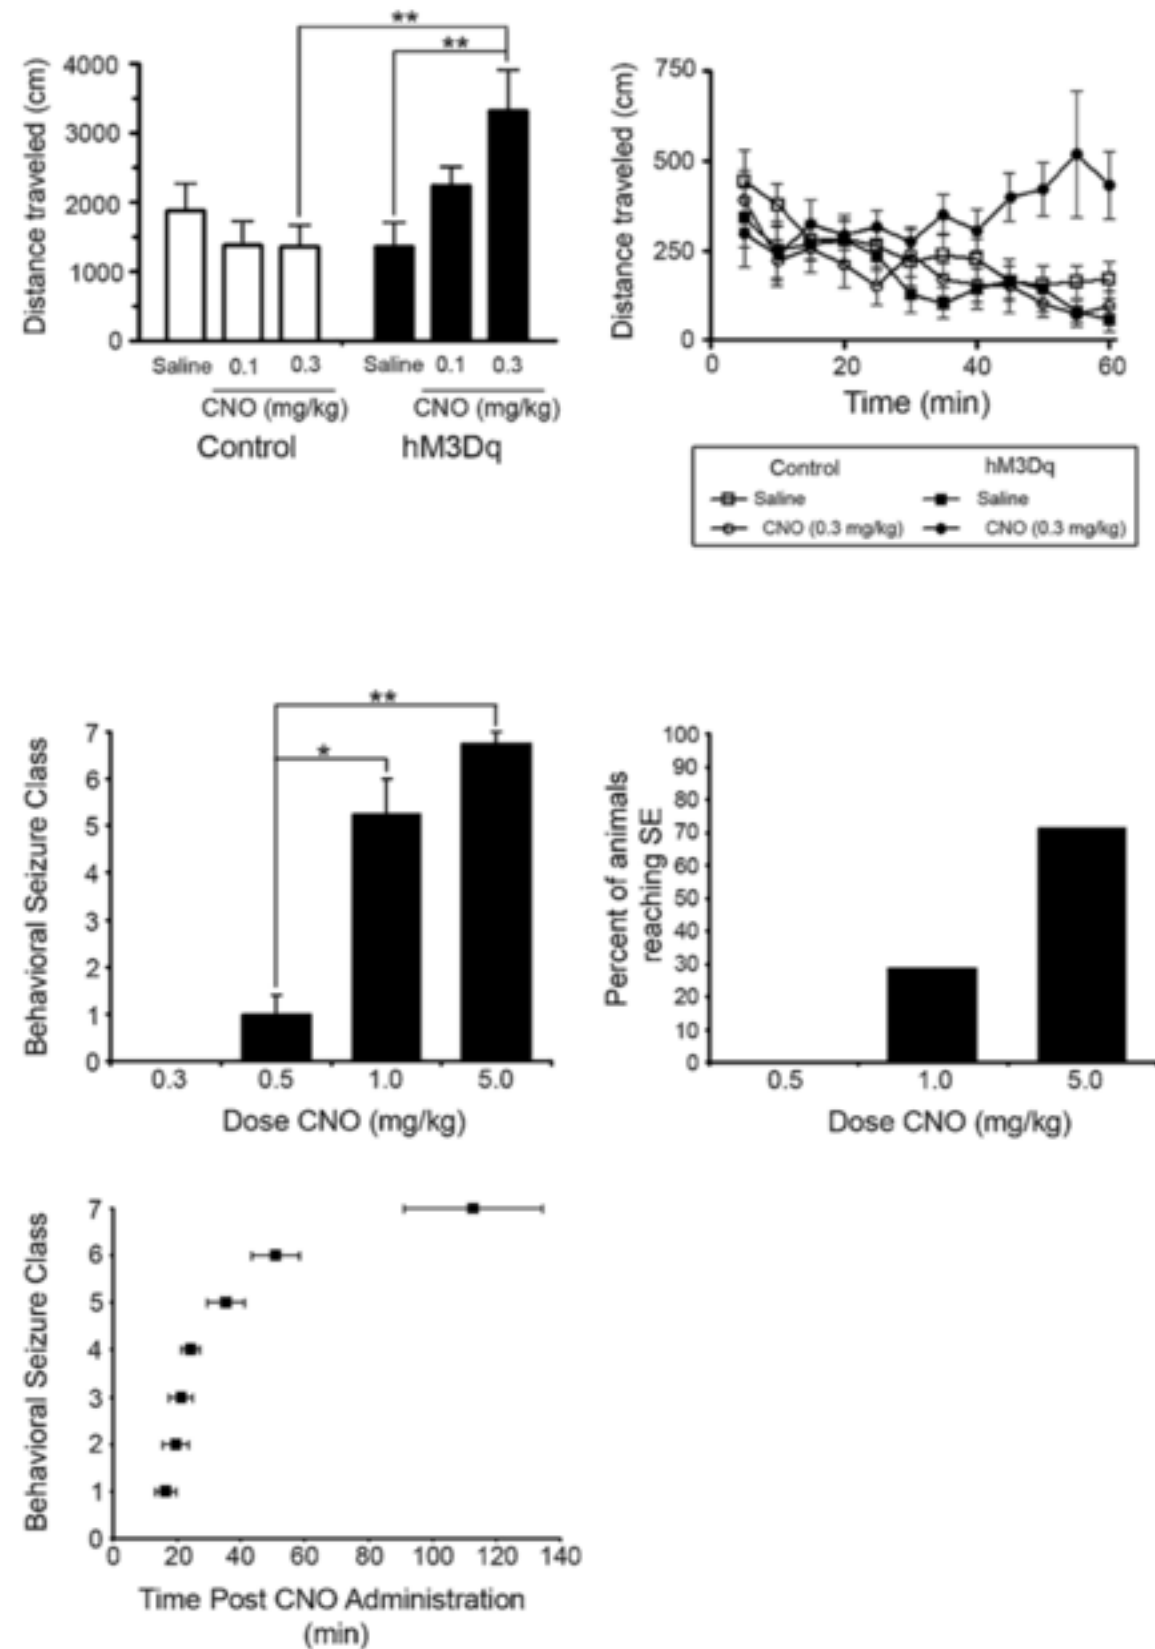 **
**
Distance traveled (cm)
4000
3000
2000
1000
0
Saline 0.1 0.3 Saline 0.1 0.3
CNO (mg/kg) CNO (mg/kg)
Control hM3Dq
Distance traveled (cm)
750
500
250
0
0 20 40 60
Time (min)
Control hM3Dq
Saline Saline
CNO (0.3 mg/kg) CNO (0.3 mg/kg)
**
*
Behavioral Seizure Class
7
6
5
4
3
2
1
0
0.3 0.5 1.0 5.0
Dose CNO (mg/kg)
Percent of animals
reaching SE
100
90
80
70
60
50
40
30
20
10
0
0.5 1.0 5.0
Dose CNO (mg/kg)
Behavioral Seizure Class
7
6
5
4
3
2
1
0
0 20 40 60 80 100 120 140
Time Post CNO Administration
(min)